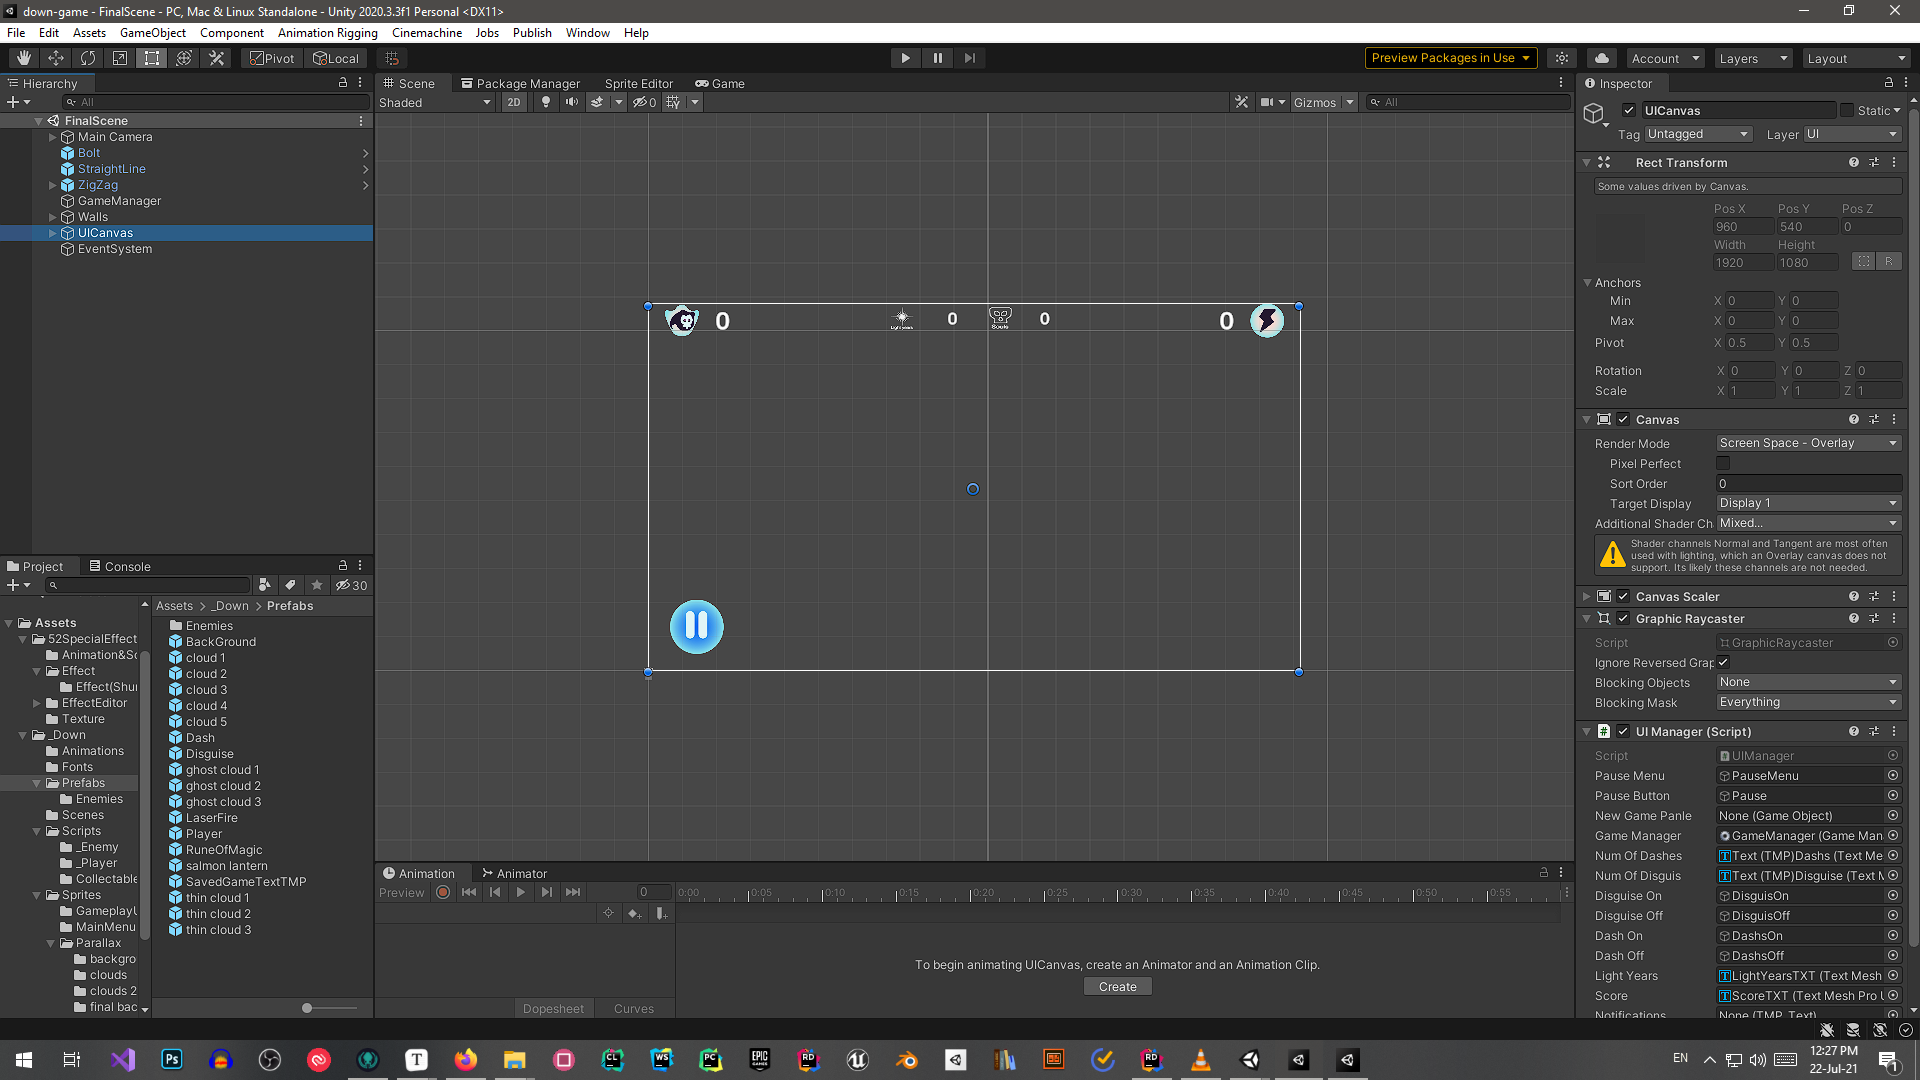 down-game - FinalScene - PC, Mac & Linux Standalone - Unity 2020.3.3f1 Personal <DX11>
File Edit Assets GameObject Component Animation Rigging Cinemachine Jobs Publish Window Help
Pivot Local
Preview Packages in Use
Account Layers Layout
Hierarchy
All
FinalScene
Main Camera
Bolt
StraightLine
ZigZag
GameManager
Walls
UICanvas
EventSystem
Scene Package Manager Sprite Editor Game
Shaded 2D 0 Gizmos All
0 0 0 0
Project Console
30
Assets
52SpecialEffect
Animation&Sc
Effect
Effect(Shu
EffectEditor
Texture
_Down
Animations
Fonts
Prefabs
Enemies
Scenes
Scripts
_Enemy
_Player
Collectable
Sprites
GameplayU
MainMenu
Parallax
backgro
clouds
clouds 2
final bac
Assets > _Down > Prefabs
Enemies
BackGround
cloud 1
cloud 2
cloud 3
cloud 4
cloud 5
Dash
Disguise
ghost cloud 1
ghost cloud 2
ghost cloud 3
LaserFire
Player
RuneOfMagic
salmon lantern
SavedGameTextTMP
thin cloud 1
thin cloud 2
thin cloud 3
Animation Animator
Preview 0
0:00 0:05 0:10 0:15 0:20 0:25 0:30 0:35 0:40 0:45 0:50 0:55
To begin animating UICanvas, create an Animator and an Animation Clip.
Create
Dopesheet Curves
Inspector
UICanvas Static
Tag Untagged Layer UI
Rect Transform
Some values driven by Canvas.
Pos X Pos Y Pos Z
960 540 0
Width Height
1920 1080 R
Anchors
Min X 0 Y 0
Max X 0 Y 0
Pivot X 0.5 Y 0.5
Rotation X 0 Y 0 Z 0
Scale X 1 Y 1 Z 1
Canvas
Render Mode Screen Space - Overlay
Pixel Perfect
Sort Order 0
Target Display Display 1
Additional Shader Ch Mixed...
Shader channels Normal and Tangent are most often
used with lighting, which an Overlay canvas does not
support. Its likely these channels are not needed.
Canvas Scaler
Graphic Raycaster
Script GraphicRaycaster
Ignore Reversed Grap
Blocking Objects None
Blocking Mask Everything
UI Manager (Script)
Script UIManager
Pause Menu PauseMenu
Pause Button Pause
New Game Panle None (Game Object)
Game Manager GameManager (Game Man
Num Of Dashes Text (TMP)Dashs (Text Me
Num Of Disguis Text (TMP)Disguise (Text M
Disguise On DisguisOn
Disguise Off DisguisOff
Dash On DashsOn
Dash Off DashsOff
Light Years LightYearsTXT (Text Mesh
Score ScoreTXT (Text Mesh Pro U
Notifications None (TMP_Text)
EN
12:27 PM
22-Jul-21